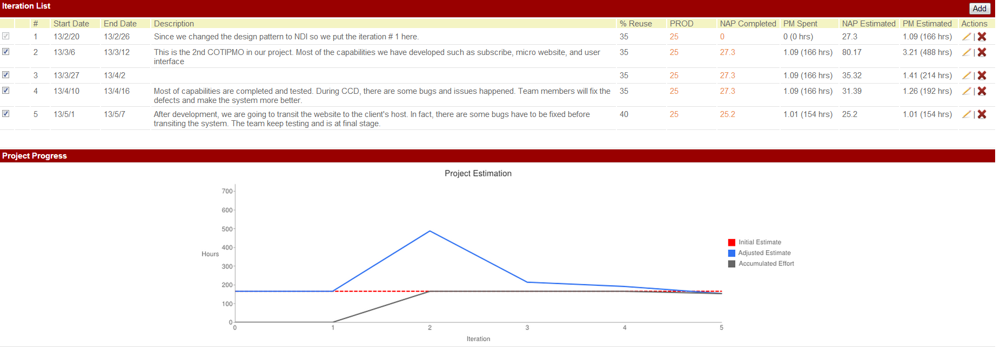 Iteration List
Add
# Start Date End Date Description % Reuse PROD NAP Completed PM Spent NAP Estimated PM Estimated Actions
1 13/2/20 13/2/26 Since we changed the design pattern to NDI so we put the iteration # 1 here. 35 25 0 0 (0 hrs) 27.3 1.09 (166 hrs) |
2 13/3/6 13/3/12 This is the 2nd COTIPMO in our project. Most of the capabilities we have developed such as subscribe, micro website, and user 35 25 27.3 1.09 (166 hrs) 80.17 3.21 (488 hrs) |
interface
3 13/3/27 13/4/2 35 25 27.3 1.09 (166 hrs) 35.32 1.41 (214 hrs) |
4 13/4/10 13/4/16 Most of capabilities are completed and tested. During CCD, there are some bugs and issues happened. Team members will fix the 35 25 27.3 1.09 (166 hrs) 31.39 1.26 (192 hrs) |
defects and make the system more better.
5 13/5/1 13/5/7 After development, we are going to transit the website to the client's host. In fact, there are some bugs have to be fixed before 40 25 25.2 1.01 (154 hrs) 25.2 1.01 (154 hrs) |
transiting the system. The team keep testing and is at final stage.
Project Progress
Project Estimation
700
600
500
400
300
200
100
0
Hours
0 1 2 3 4 5
Iteration
Initial Estimate
Adjusted Estimate
Accumulated Effort